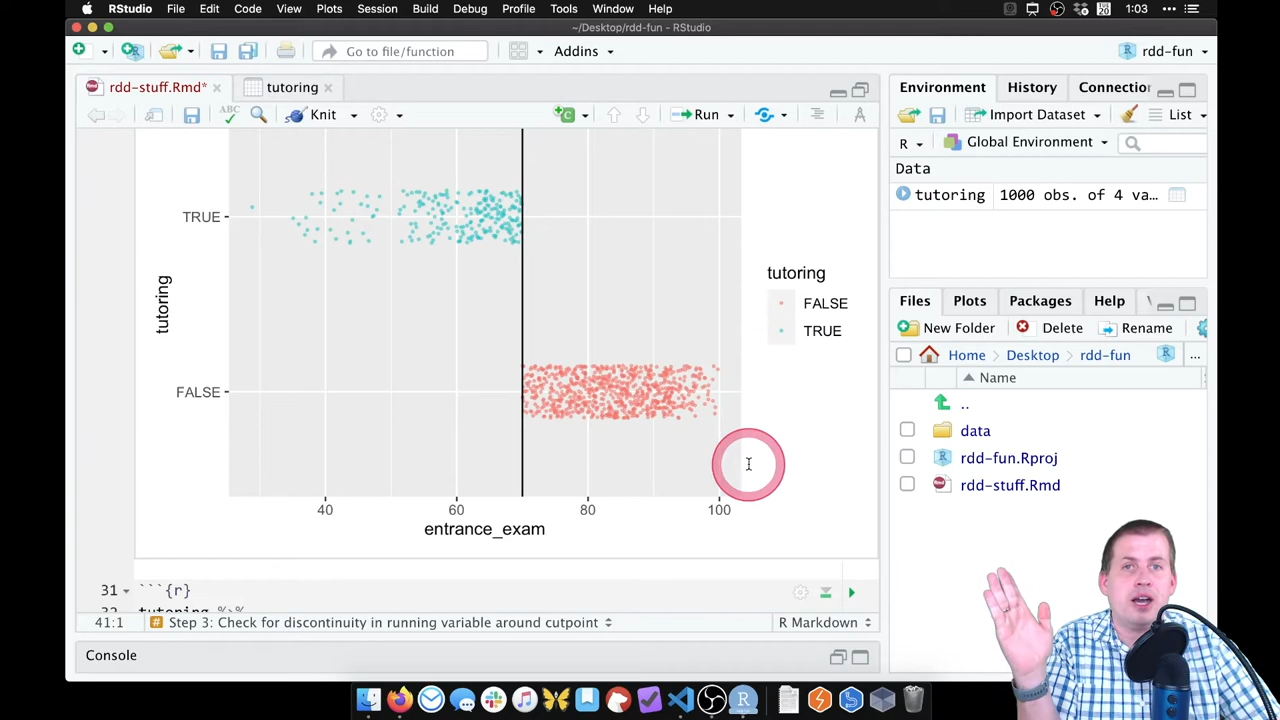 RStudio File Edit Code View Plots Session Build Debug Profile Tools Window Help 1:03
~/Desktop/rdd-fun - RStudio
Go to file/function Addins rdd-fun
rdd-stuff.Rmd* tutoring
ABC Knit Run
TRUE
FALSE
tutoring
40 60 80 100
entrance_exam
tutoring
FALSE
TRUE
31 ```{r}
32 tutoring %>%
41:1 # Step 3: Check for discontinuity in running variable around cutpoint R Markdown
Console
Environment History Connectio
Import Dataset List
R Global Environment
Data
tutoring 1000 obs. of 4 va…
Files Plots Packages Help
New Folder Delete Rename
Home Desktop rdd-fun ...
Name
..
data
rdd-fun.Rproj
rdd-stuff.Rmd